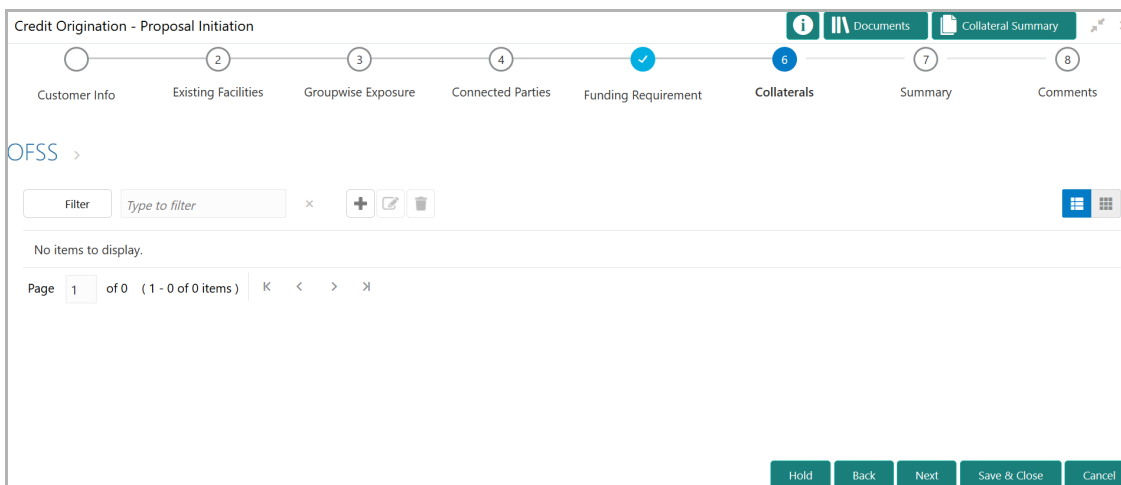 Credit Origination - Proposal Initiation
Documents
Collateral Summary
2 3 4 6 7 8
Customer Info Existing Facilities Groupwise Exposure Connected Parties Funding Requirement Collaterals Summary Comments
OFSS >
Filter Type to filter ×
No items to display.
Page 1 of 0 ( 1 - 0 of 0 items )
Hold Back Next Save & Close Cancel